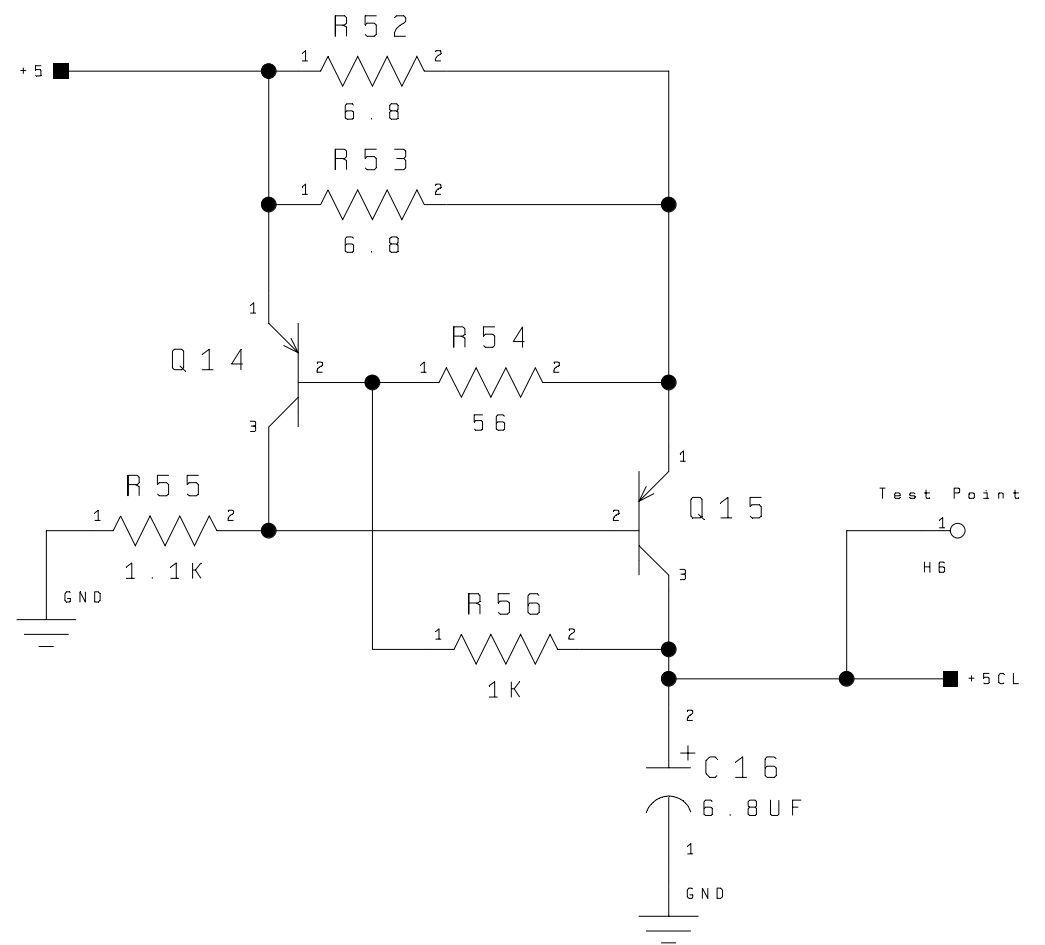 R52
1 2
+5
6.8
R53
1 2
6.8
1
R54
Q14
2 1 2
56
3
1
R55
Q15
Test Point
1 2
2
1
1.1K
3
H6
GND
R56
1 2
1K
+5CL
2
+
C16
6.8UF
1
GND